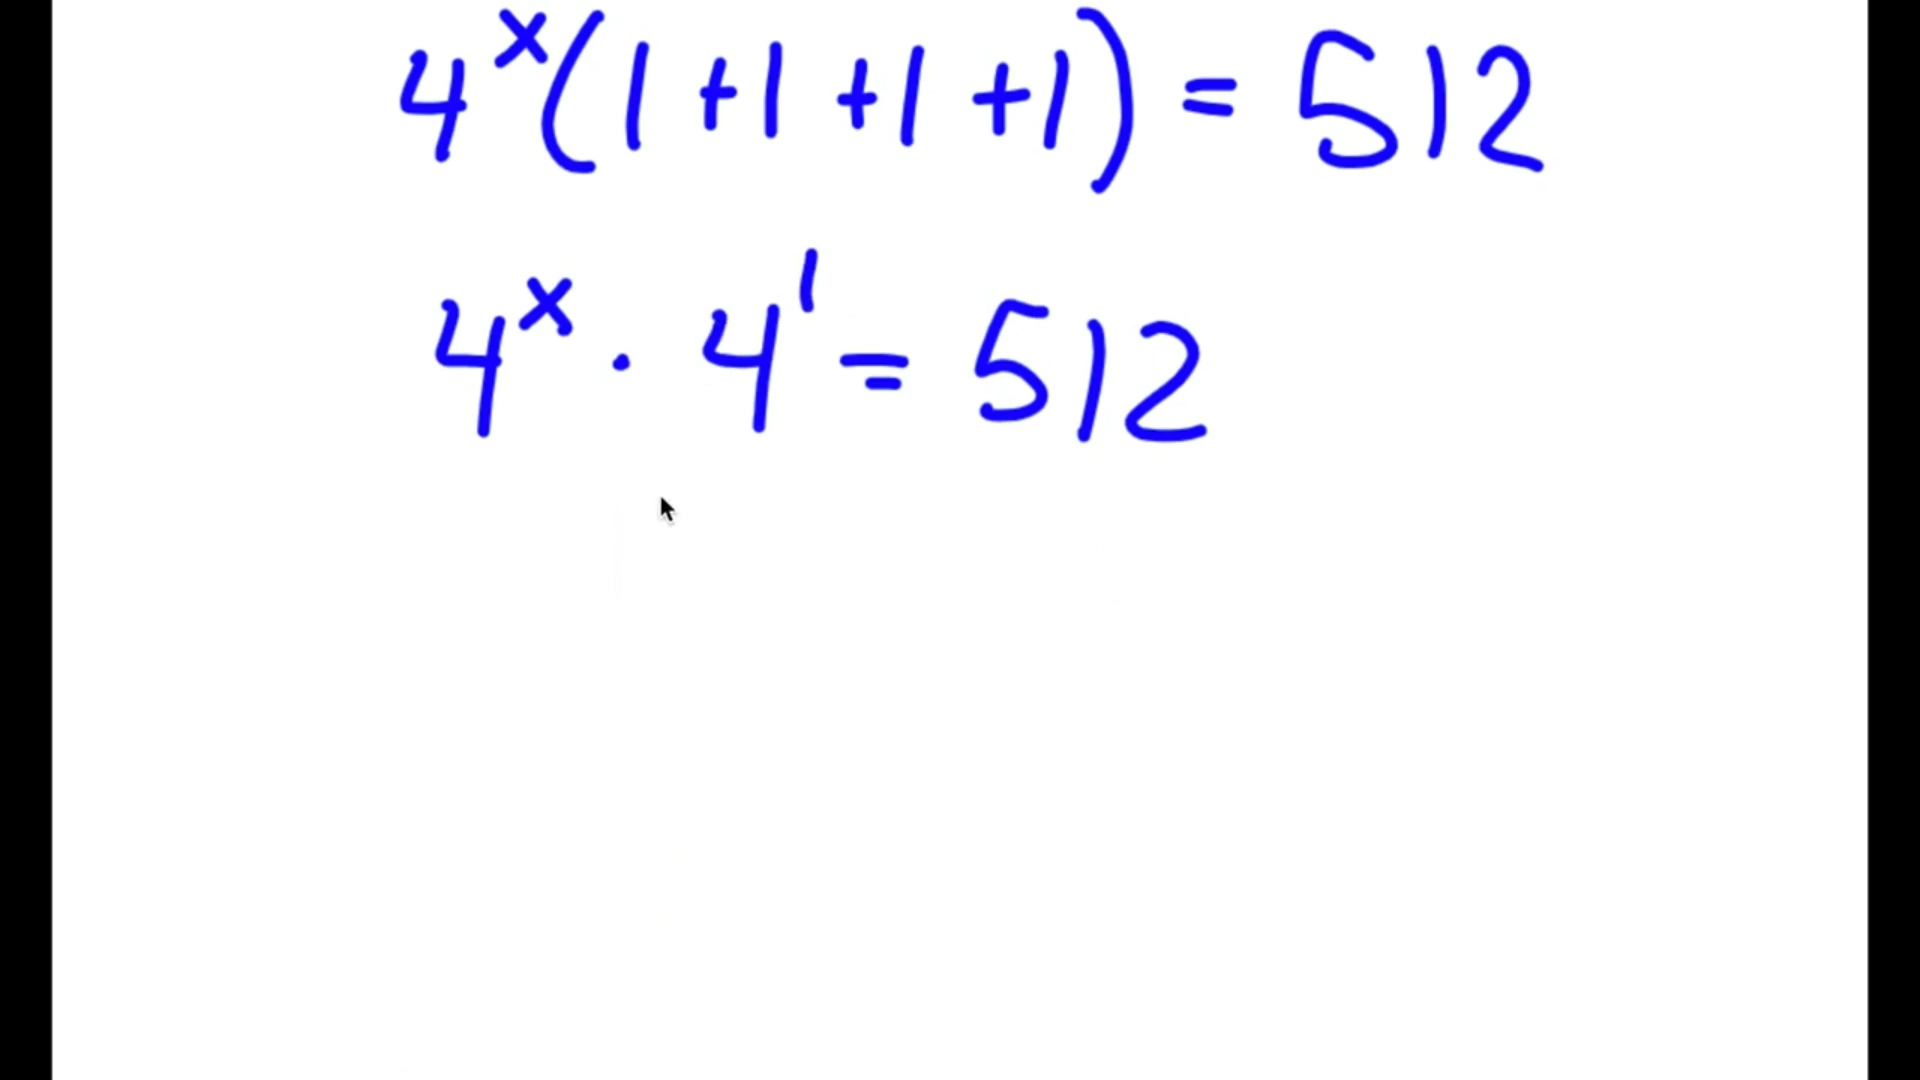 4^x(1+1+1+1) = 512
4^x · 4^1 = 512